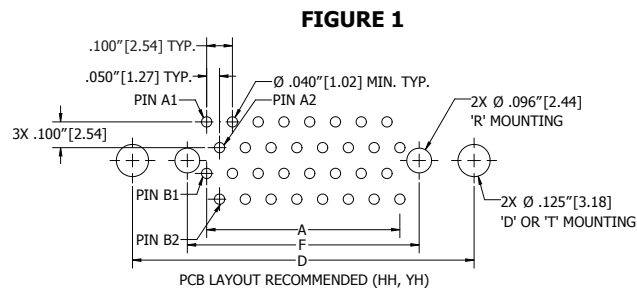 FIGURE 1
.100"[2.54] TYP.
.050"[1.27] TYP.
Ø .040"[1.02] MIN. TYP.
PIN A1
PIN A2
2X Ø .096"[2.44]
'R' MOUNTING
3X .100"[2.54]
PIN B1
2X Ø .125"[3.18]
'D' OR 'T' MOUNTING
PIN B2
A
F
D
PCB LAYOUT RECOMMENDED (HH, YH)